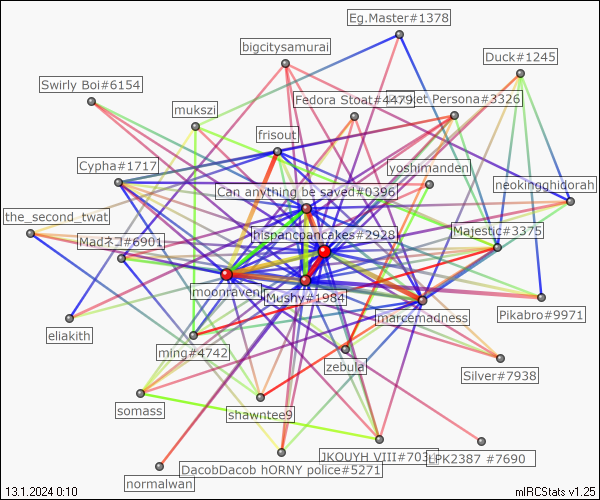 Eg.Master#1378
bigcitysamurai
Duck#1245
Swirly Boi#6154
Fedora Stoat#4479
et Persona#3326
mukszi
frisout
Cypha#1717
yoshimanden
neokingghidorah
Can anything be saved#0396
the_second_twat
Madネコ#6901
hispancpancakes#2928
Majestic#3375
moonraven
Mushy#1984
marcemadness
Pikabro#9971
eliakith
ming#4742
zebula
Silver#7938
somass
shawntee9
JKOUYH VIII#703
LPK2387 #7690
DacobDacob hORNY police#5271
normalwan
13.1.2024 0:10
mIRCStats v1.25